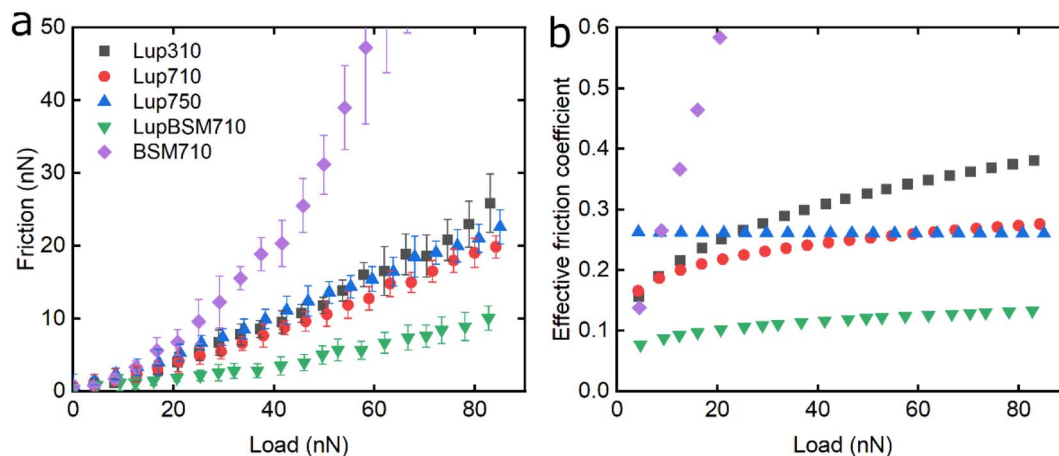 a
50
40
30
20
10
0
Friction (nN)
Lup310
Lup710
Lup750
LupBSM710
BSM710
0 20 40 60 80
Load (nN)
b
0.6
0.5
0.4
0.3
0.2
0.1
0.0
Effective friction coefficient
0 20 40 60 80
Load (nN)